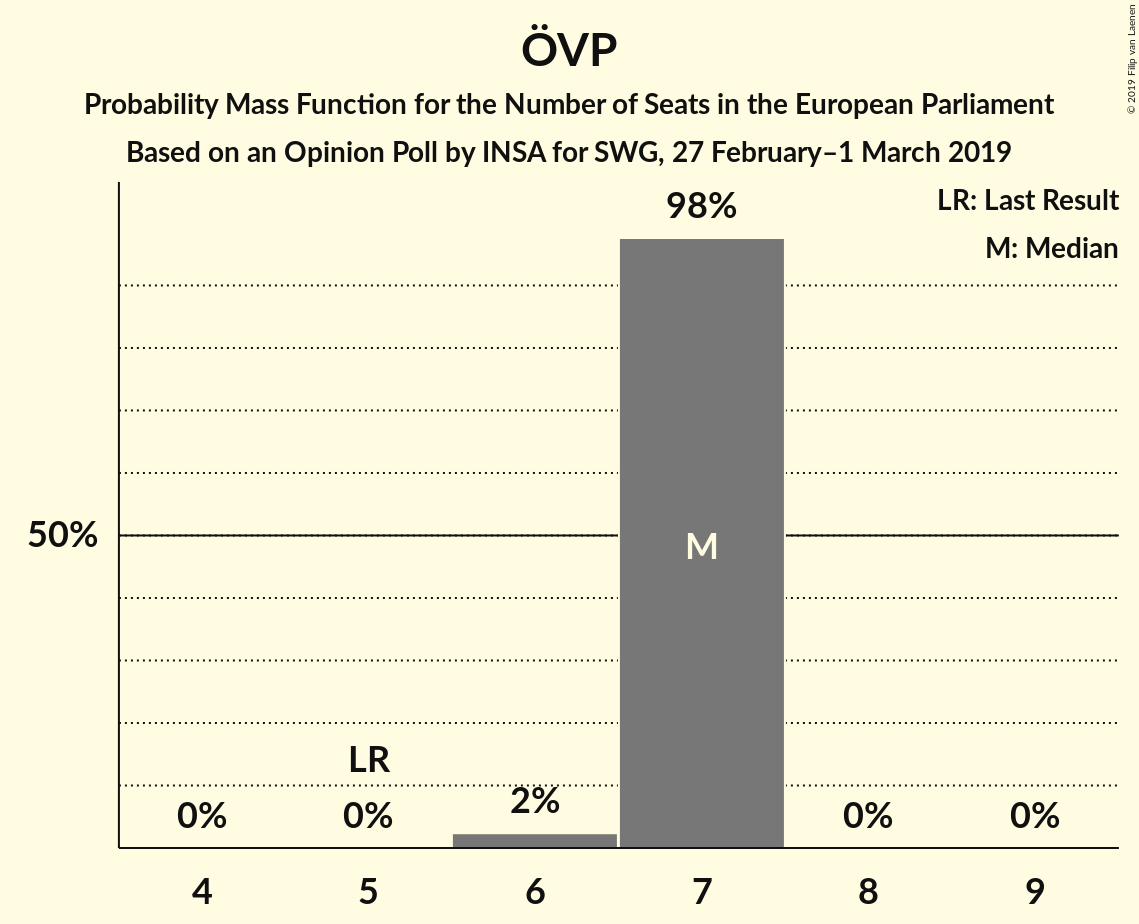 ÖVP
Probability Mass Function for the Number of Seats in the European Parliament
Based on an Opinion Poll by INSA for SWG, 27 February–1 March 2019
© 2019 Filip van Laenen
LR: Last Result
M: Median
98%
50%
M
LR
0%
0%
2%
0%
0%
4
5
6
7
8
9